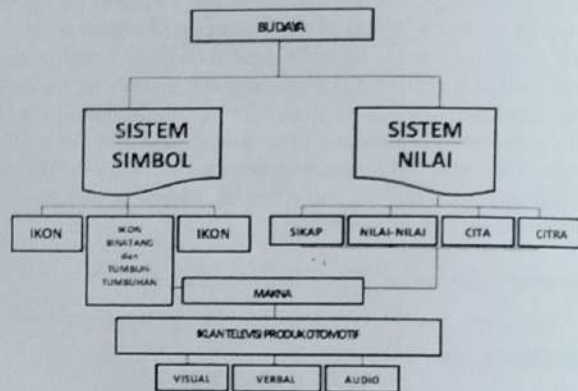 BUDAYA
SISTEM
SIMBOL
SISTEM
NILAI
IKON
IKON
BINATANG
dan
TUMBUH-
TUMBUHAN
IKON
SIKAP
NILAI-NILAI
CITA
CITRA
MAKNA
IKLAN TELEVISI PRODUK OTOMOTIF
VISUAL
VERBAL
AUDIO